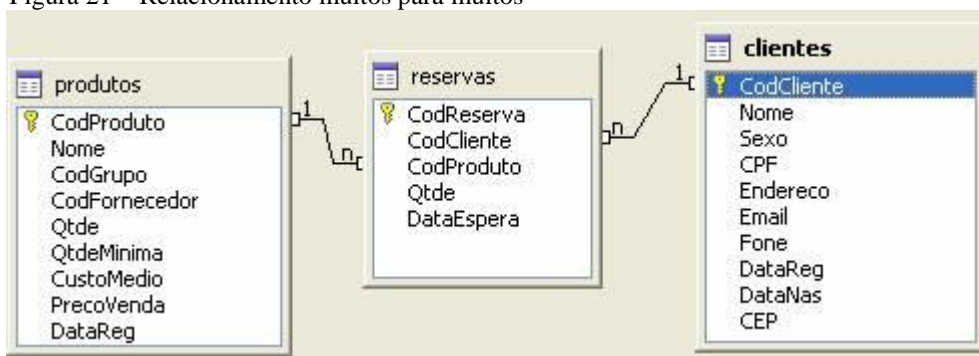 Figura 21 – Relacionamento muitos para muitos
produtos
CodProduto
Nome
CodGrupo
CodFornecedor
Qtde
QtdeMinima
CustoMedio
PrecoVenda
DataReg
1
n
reservas
CodReserva
CodCliente
CodProduto
Qtde
DataEspera
n
1
clientes
CodCliente
Nome
Sexo
CPF
Endereco
Email
Fone
DataReg
DataNas
CEP